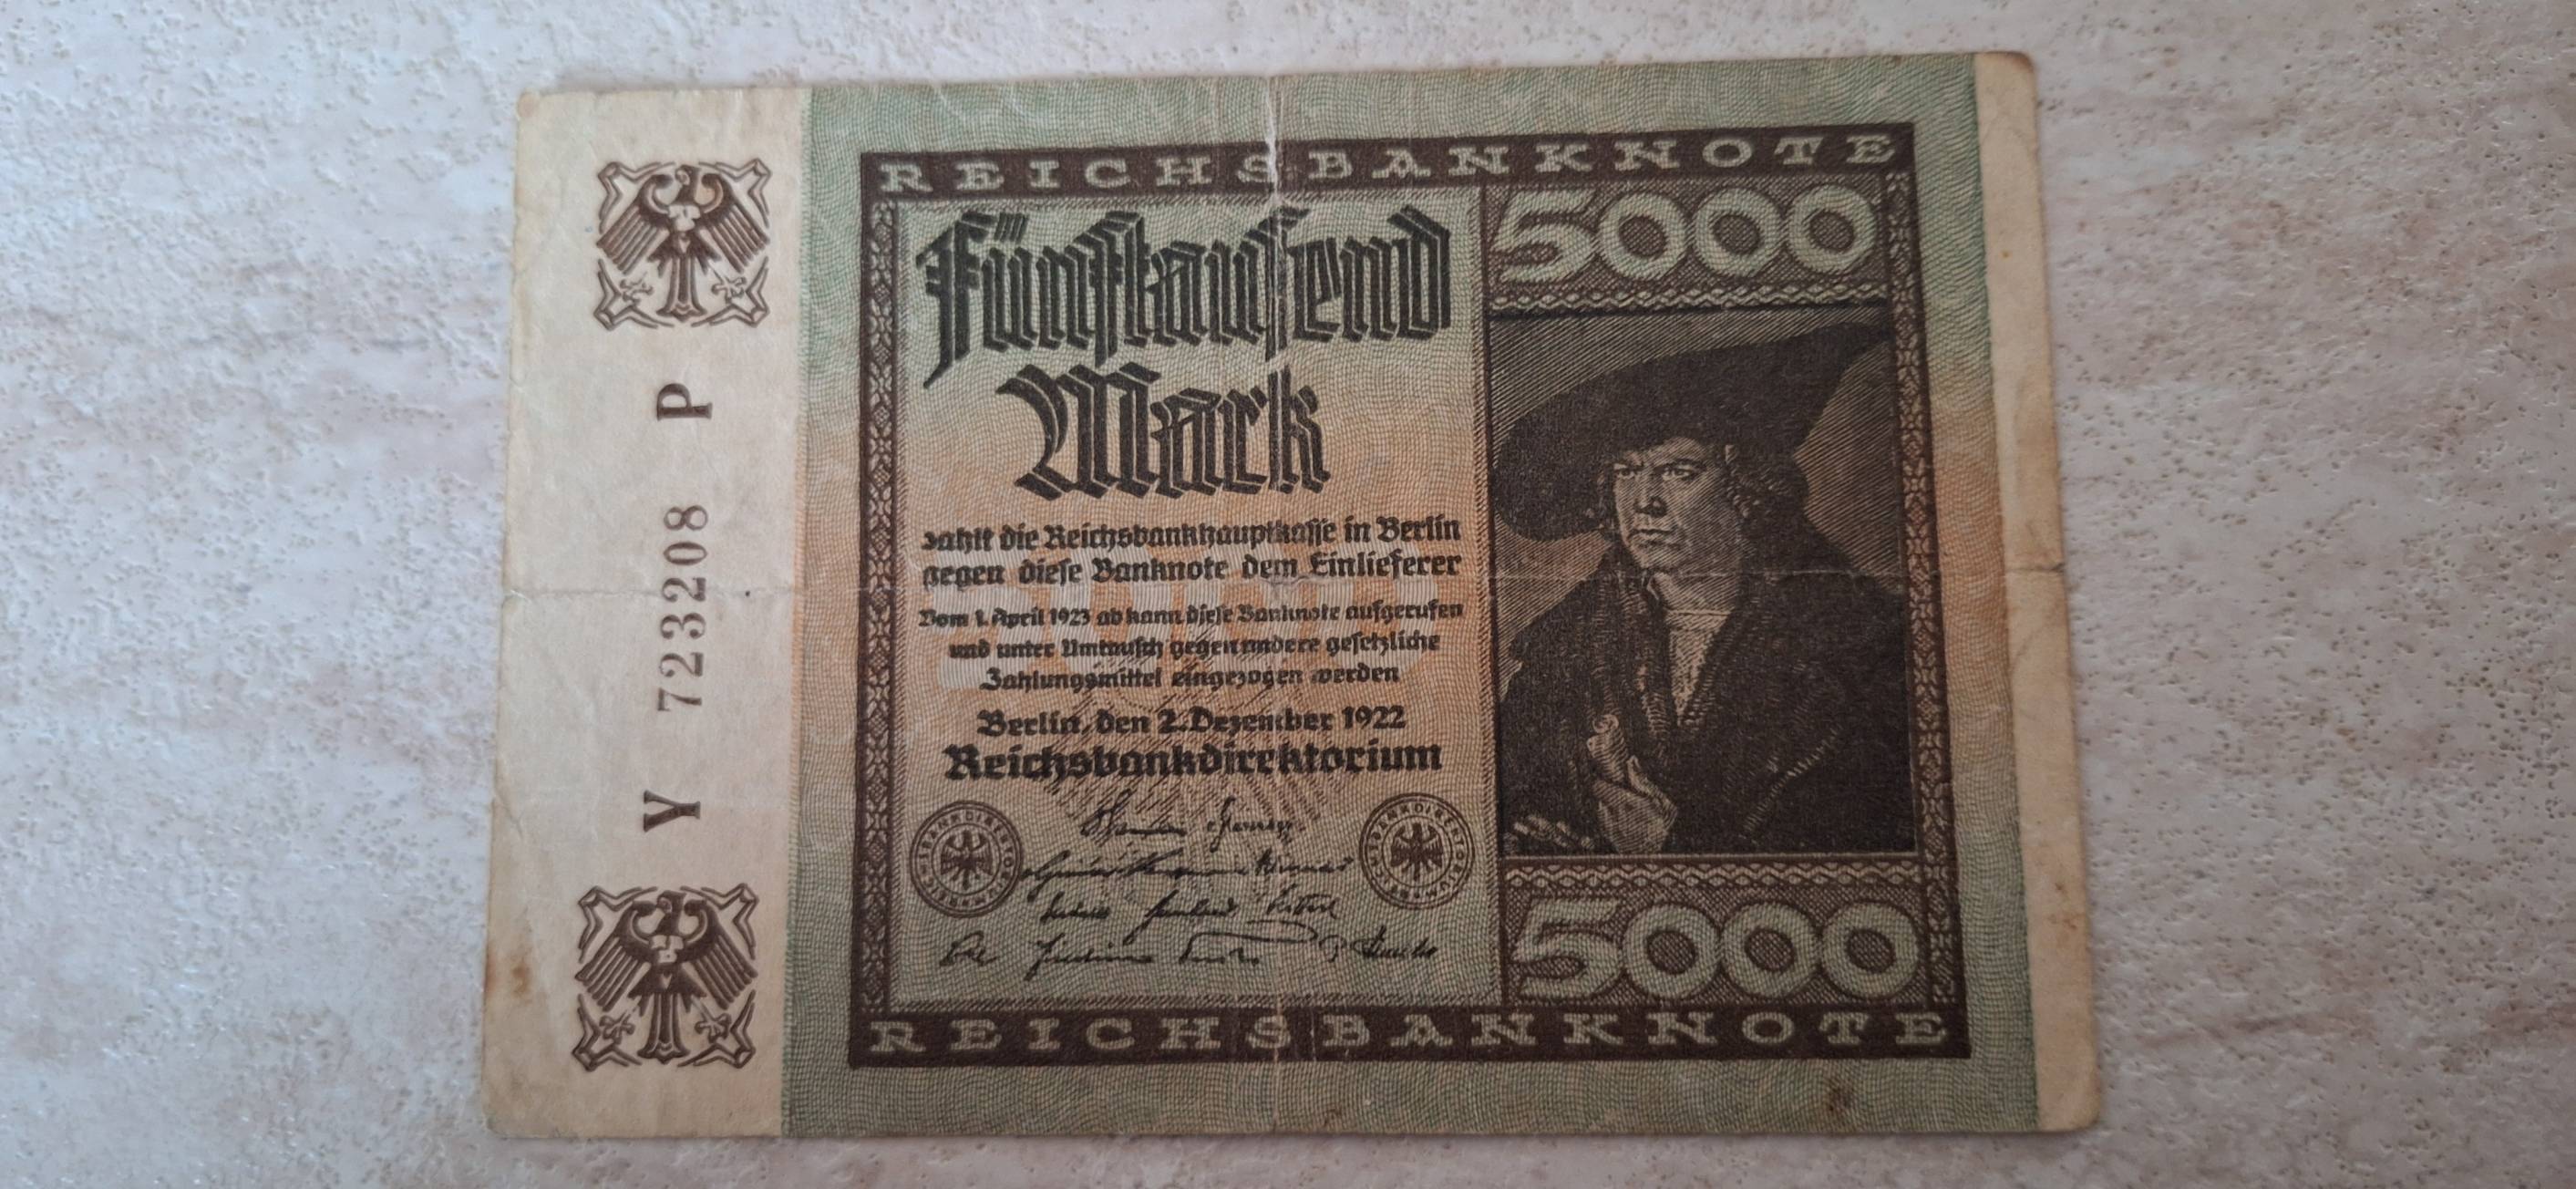 REICHSBANKNOTE
5000
Fünftausend
Mark
zahlt die Reichsbankhauptkasse in Berlin
gegen diese Banknote dem Einlieferer
Vom 1. April 1923 ab kann diese Banknote aufgerufen
und unter Umtausch gegen andere gesetzliche
Zahlungsmittel eingezogen werden
Berlin, den 2. Dezember 1922
Reichsbankdirektorium
5000
REICHSBANKNOTE
Y 723208 P